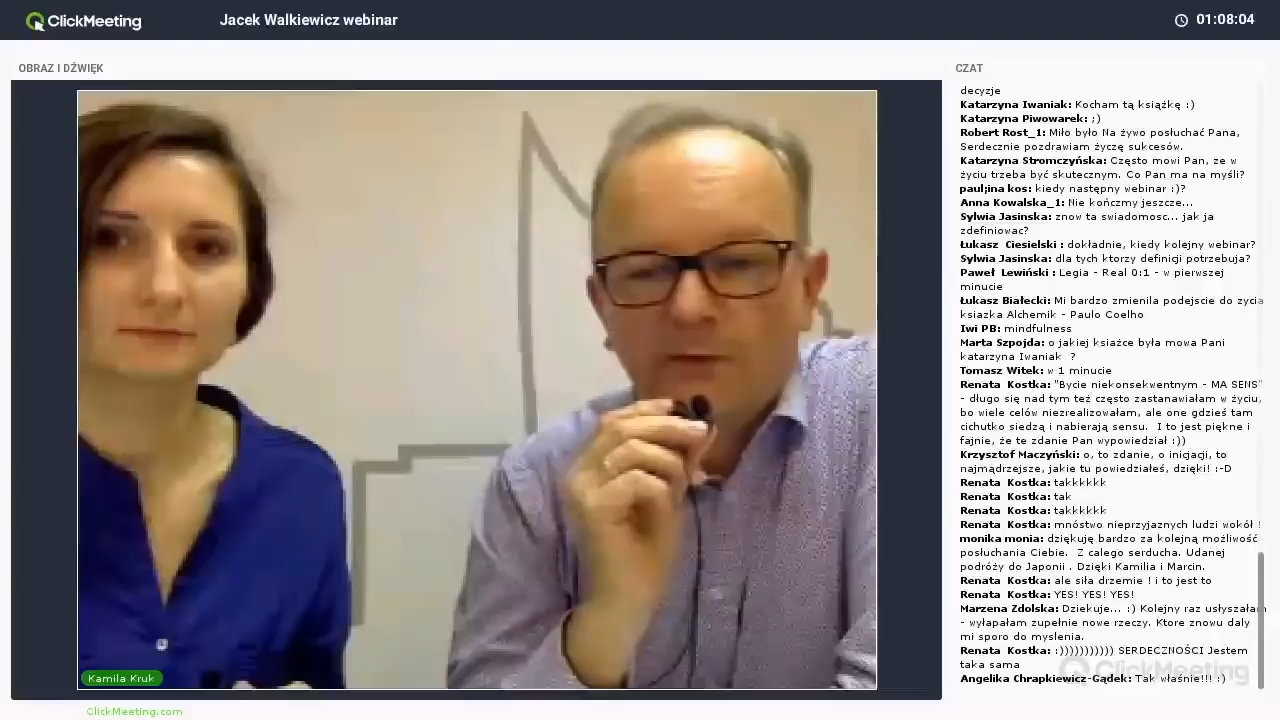 ClickMeeting
Jacek Walkiewicz webinar
01:08:04
OBRAZ I DŹWIĘK
CZAT
decyzje
Katarzyna Iwaniak: Kocham tą książkę :)
Katarzyna Piwowarek: ;)
Robert Rost_1: Miło było Na żywo posłuchać Pana,
Serdecznie pozdrawiam życzę sukcesów.
Katarzyna Stromczyńska: Często mowi Pan, ze w
życiu trzeba być skutecznym. Co Pan ma na myśli?
paulina kos: kiedy następny webinar :)?
Anna Kowalska_1: Nie kończmy jeszcze...
Sylwia Jasinska: znow ta swiadomosc... jak ja
zdefiniowac?
Łukasz Ciesielski : dokładnie, kiedy kolejny webinar?
Sylwia Jasinska: dla tych ktorzy definicji potrzebuja?
Paweł Lewiński : Legia - Real 0:1 - w pierwszej
minucie
Łukasz Białecki: Mi bardzo zmienila podejscie do zycia
ksiazka Alchemik - Paulo Coelho
Iwi PB: mindfulness
Marta Szpojda: o jakiej ksiażce była mowa Pani
katarzyna Iwaniak ?
Tomasz Witek: w 1 minucie
Renata Kostka: "Bycie niekonsekwentnym - MA SENS"
- długo się nad tym też często zastanawiałam w życiu,
bo wiele celów niezrealizowałam, ale one gdzieś tam
cichutko siedzą i nabierają sensu. I to jest piękne i
fajnie, że te zdanie Pan wypowiedział :))
Krzysztof Maczyński: o, to zdanie, o inicjacji, to
najmądrzejsze, jakie tu powiedziałeś, dzięki! :-D
Renata Kostka: takkkkkk
Renata Kostka: tak
Renata Kostka: takkkkkk
Renata Kostka: mnóstwo nieprzyjaznych ludzi wokół !
monika monia: dziękuję bardzo za kolejną możliwość
posłuchania Ciebie. Z calego serducha. Udanej
podróży do Japonii . Dzięki Kamilia i Marcin.
Renata Kostka: ale siła drzemie ! i to jest to
Renata Kostka: YES! YES! YES!
Marzena Zdolska: Dziekuje... :) Kolejny raz usłyszałam
- wyłapałam zupełnie nowe rzeczy. Ktore znowu daly
mi sporo do myslenia.
Renata Kostka: :))))))))))) SERDECZNOŚCI Jestem
taka sama
Angelika Chrapkiewicz-Gądek: Tak właśnie!!! :)
ClickMeeting
Kamila Kruk
ClickMeeting.com